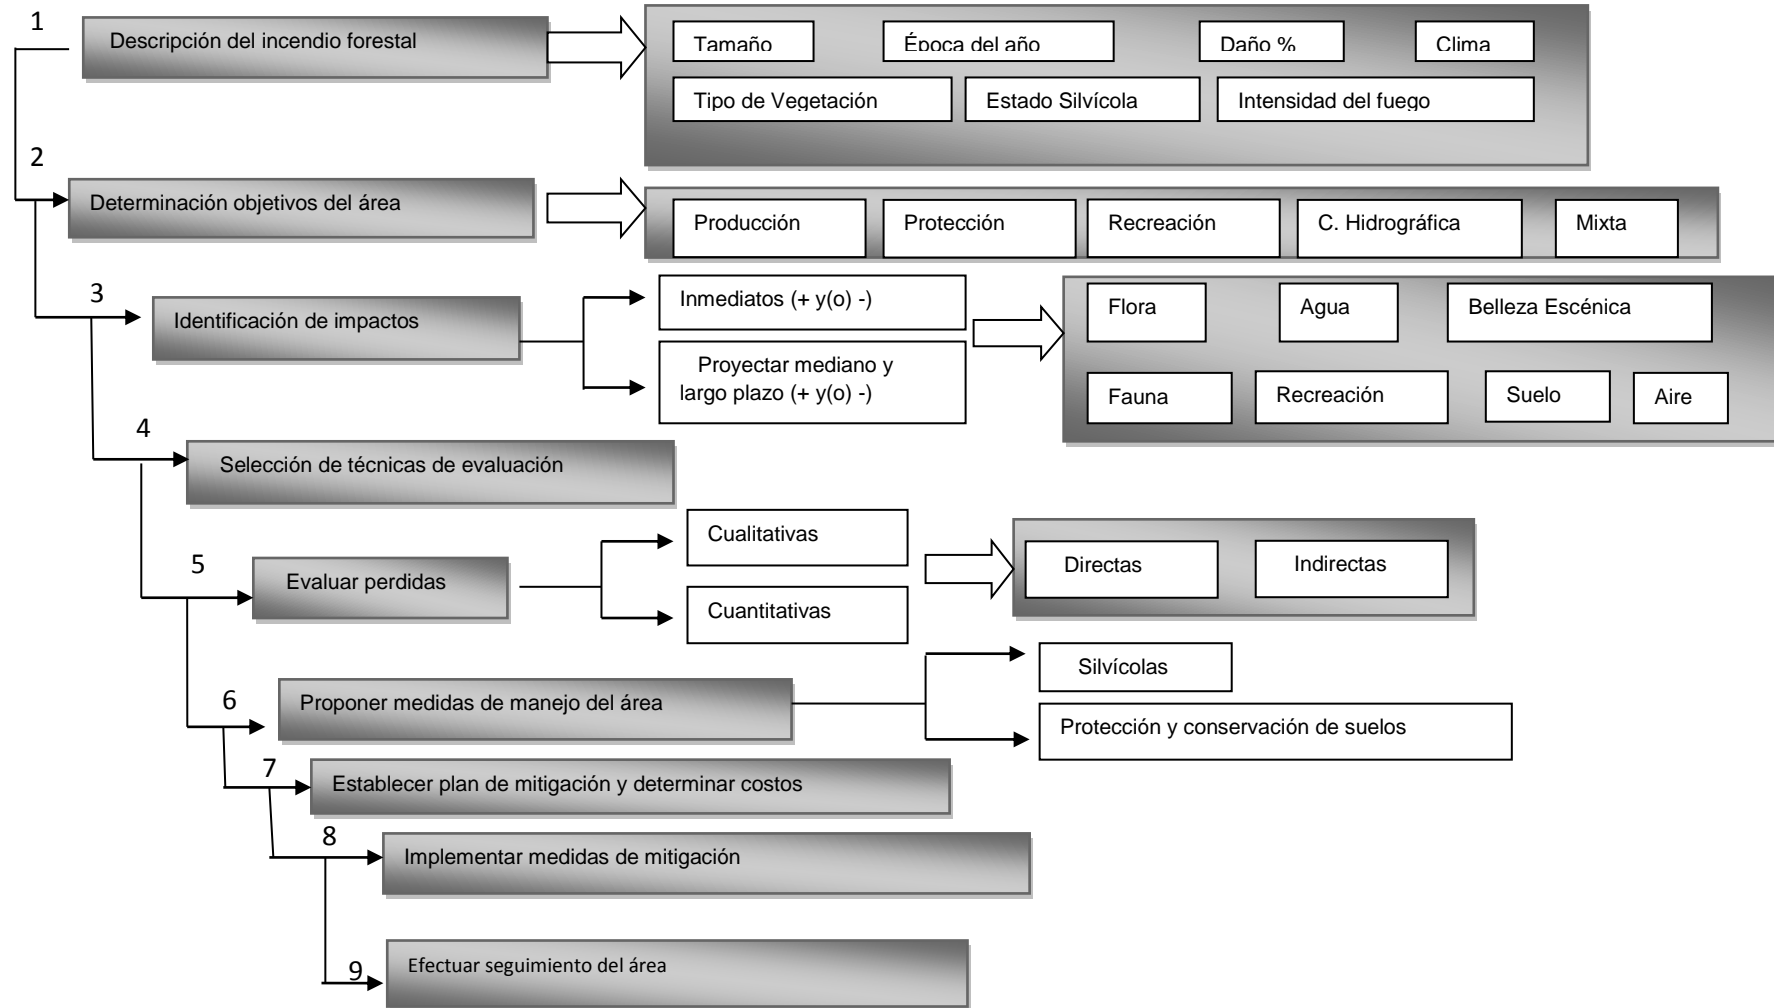 1
Descripción del incendio forestal
Tamaño
Época del año
Daño %
Clima
Tipo de Vegetación
Estado Silvícola
Intensidad del fuego
2
Determinación objetivos del área
Producción
Protección
Recreación
C. Hidrográfica
Mixta
3
Identificación de impactos
Inmediatos (+ y(o) -)
Proyectar mediano y
largo plazo (+ y(o) -)
Flora
Agua
Belleza Escénica
Fauna
Recreación
Suelo
Aire
4
Selección de técnicas de evaluación
5
Evaluar perdidas
Cualitativas
Cuantitativas
Directas
Indirectas
6
Proponer medidas de manejo del área
Silvícolas
Protección y conservación de suelos
7
Establecer plan de mitigación y determinar costos
8
Implementar medidas de mitigación
9
Efectuar seguimiento del área